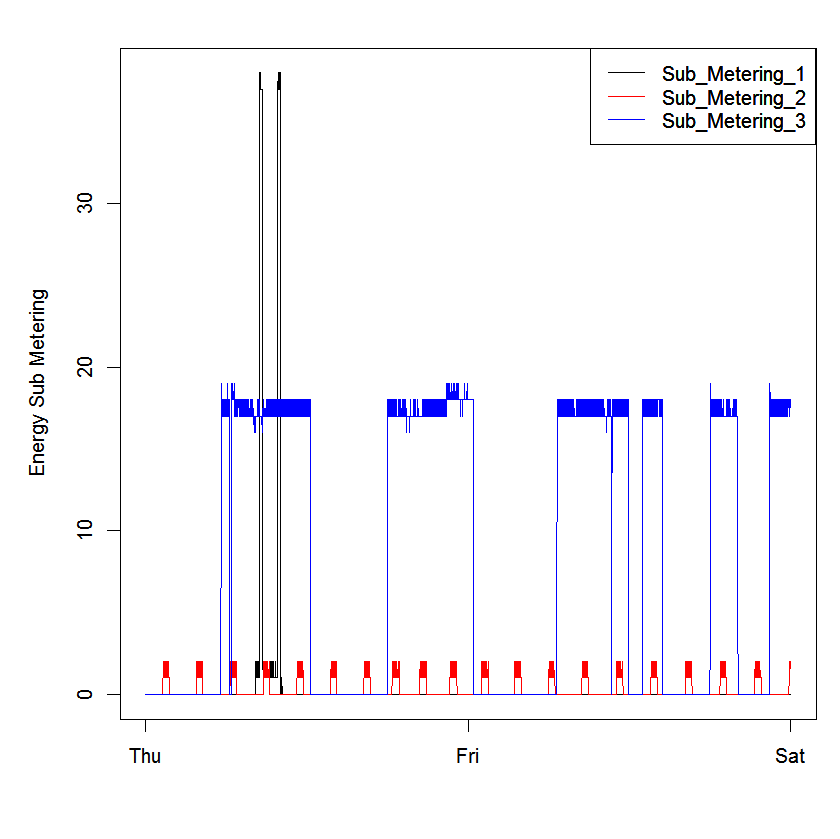 Sub_Metering_1
Sub_Metering_2
Sub_Metering_3
Energy Sub Metering
30
20
10
0
Thu Fri Sat